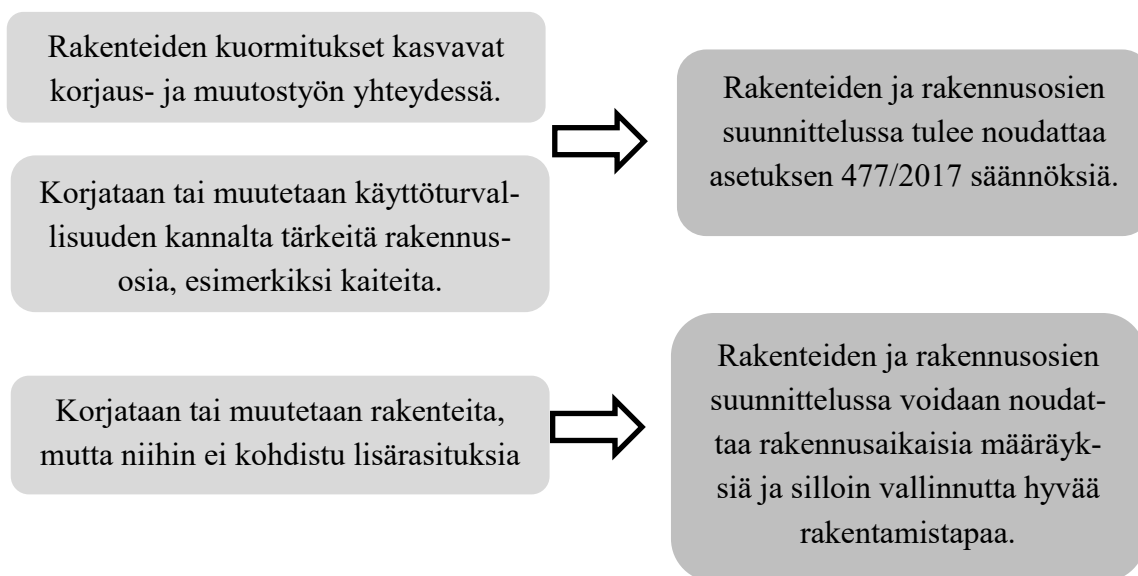 Rakenteiden kuormitukset kasvavat
korjaus- ja muutostyön yhteydessä.
Korjataan tai muutetaan käyttöturval-
lisuuden kannalta tärkeitä rakennus-
osia, esimerkiksi kaiteita.
Rakenteiden ja rakennusosien
suunnittelussa tulee noudattaa
asetuksen 477/2017 säännöksiä.
Korjataan tai muutetaan rakenteita,
mutta niihin ei kohdistu lisärasituksia
Rakenteiden ja rakennusosien
suunnittelussa voidaan noudat-
taa rakennusaikaisia määräyk-
siä ja silloin vallinnutta hyvää
rakentamistapaa.